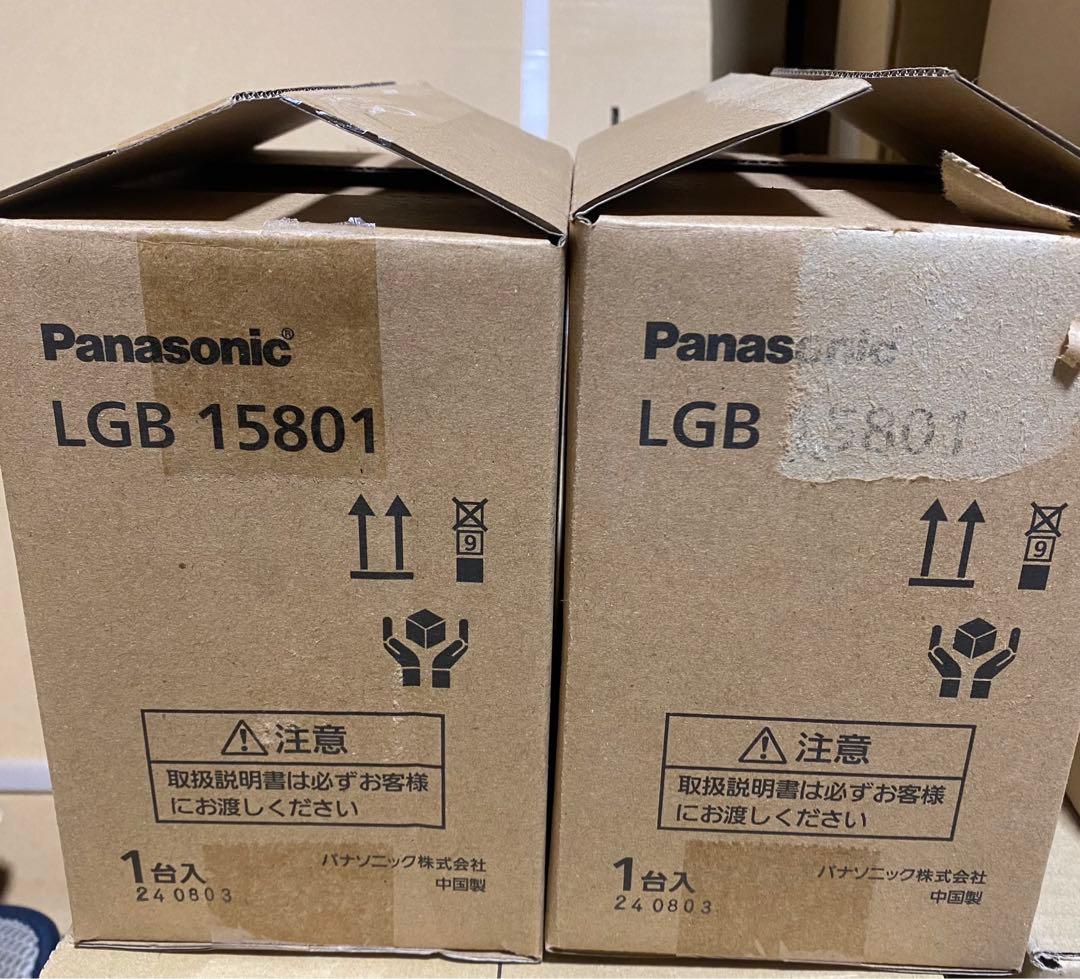 Panasonic®
LGB 15801
9
注意
取扱説明書は必ずお客様
にお渡しください
1台入
240803
パナソニック株式会社
中国製
Panasonic
LGB 15801
9
注意
取扱説明書は必ずお客様
にお渡しください
1台入
240803
パナソニック株式会社
中国製